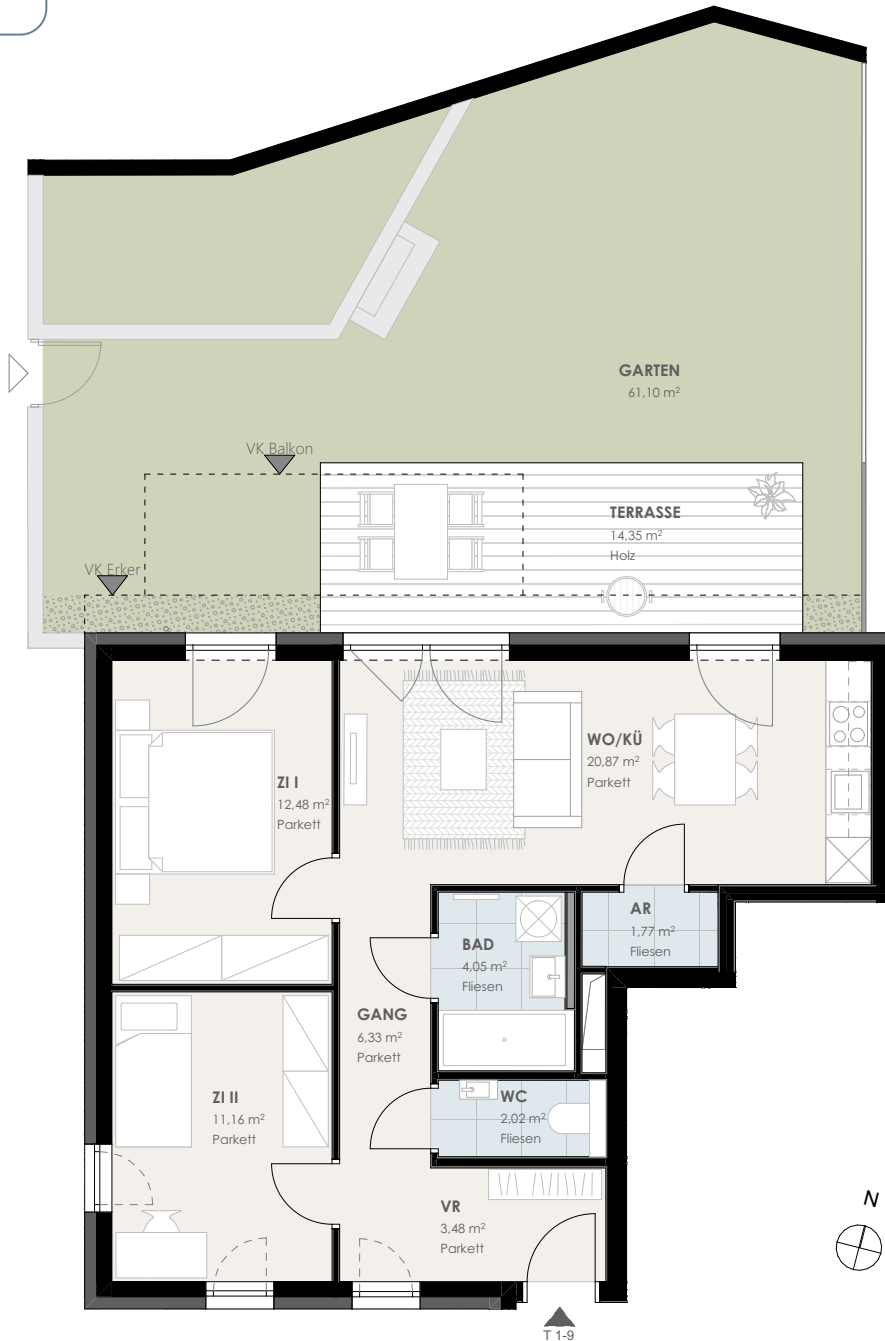 GARTEN
61,10 m²
VK Balkon
TERRASSE
14,35 m²
Holz
VK Erker
WO/KÜ
20,87 m²
Parkett
ZI I
12,48 m²
Parkett
AR
1,77 m²
Fliesen
BAD
4,05 m²
Fliesen
GANG
6,33 m²
Parkett
ZI II
11,16 m²
Parkett
WC
2,02 m²
Fliesen
VR
3,48 m²
Parkett
N
T 1-9